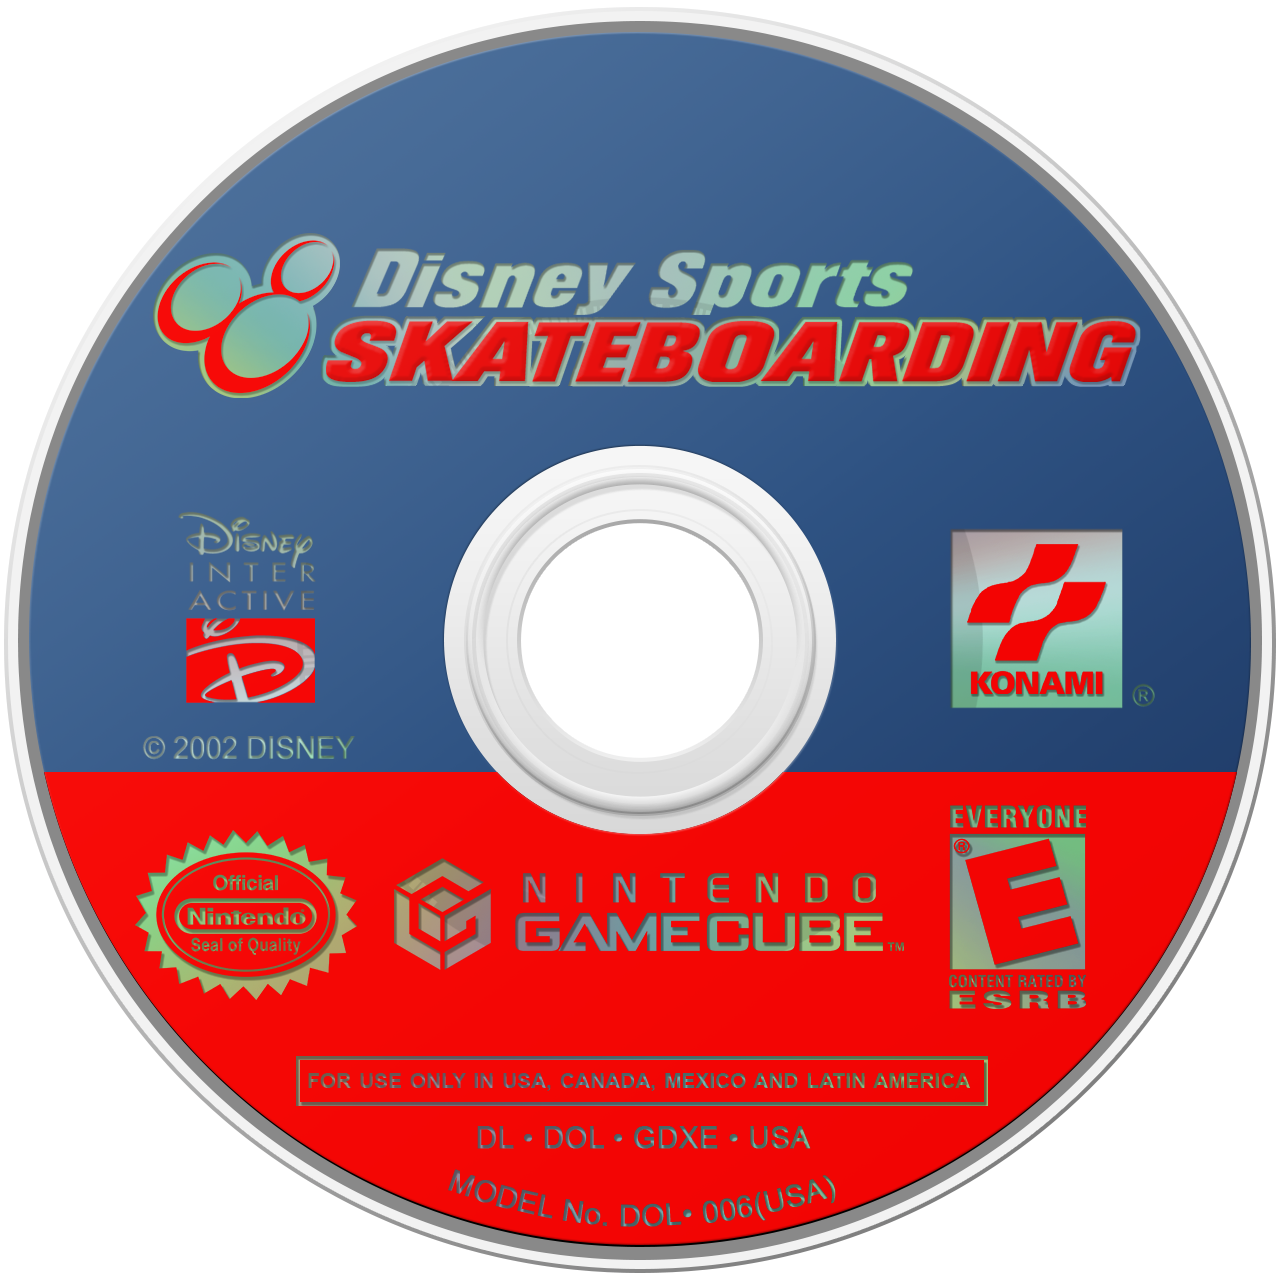 Disney Sports
SKATEBOARDING
Disney
INTER
ACTIVE
D
KONAMI ®
© 2002 DISNEY
EVERYONE
®
E
CONTENT RATED BY
ESRB
Official
Nintendo
Seal of Quality
NINTENDO
GAMECUBE™
FOR USE ONLY IN USA, CANADA, MEXICO AND LATIN AMERICA
DL • DOL • GDXE • USA
MODEL No. DOL• 006(USA)